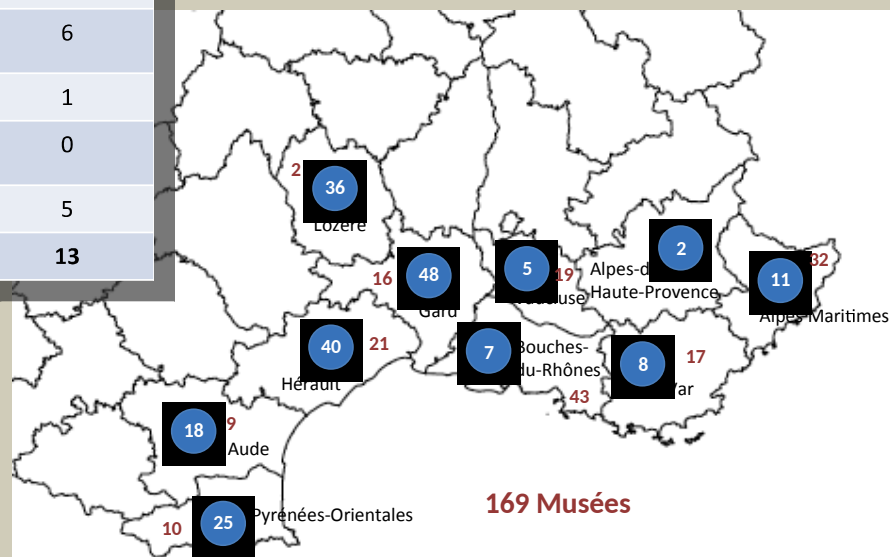 6
1
0
5
13
2
36
Lozère
16
48
Gard
5
19
Alpes-d
Haute-Provence
2
32
11
Alpes-Maritimes
40
21
Hérault
7
Bouches-
du-Rhônes
43
8
17
Var
18
9
Aude
10
25
Pyrénées-Orientales
169 Musées